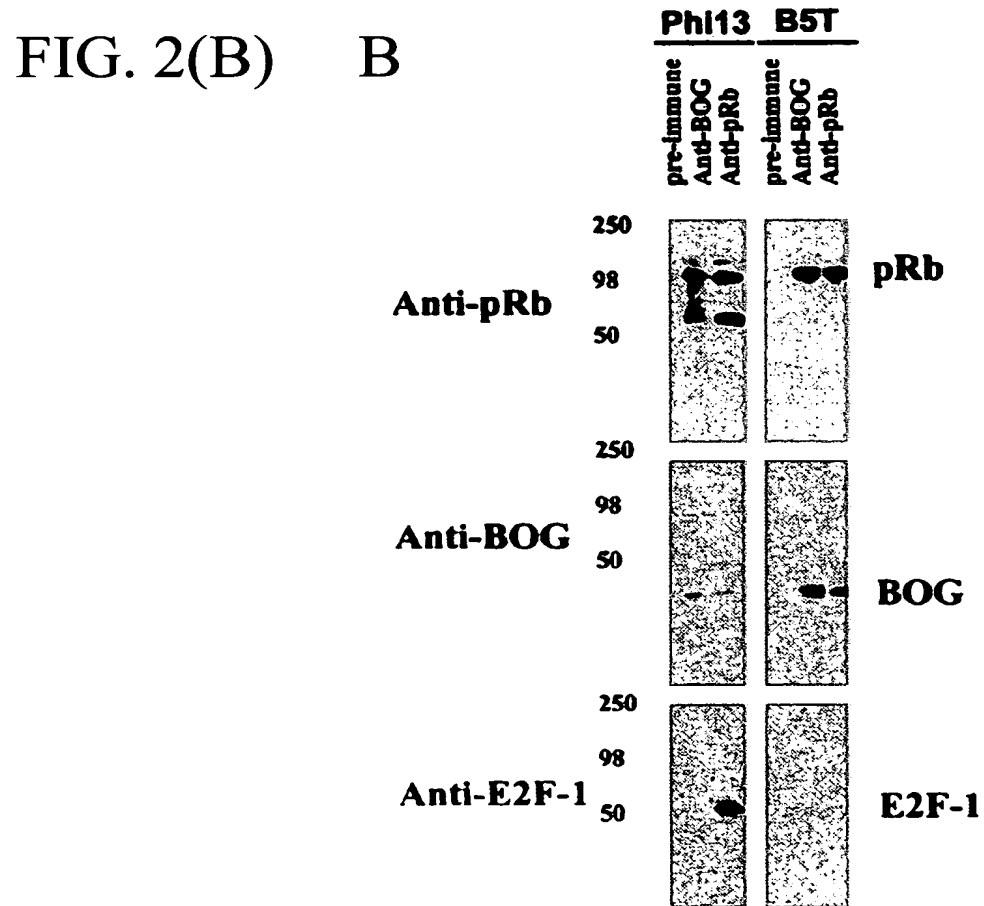 FIG. 2(B) B
Phi13 B5T
pre-immune
Anti-BOG
Anti-pRb
pre-immune
Anti-BOG
Anti-pRb
250
98
50
Anti-pRb
pRb
250
98
50
Anti-BOG
BOG
250
98
50
Anti-E2F-1
E2F-1